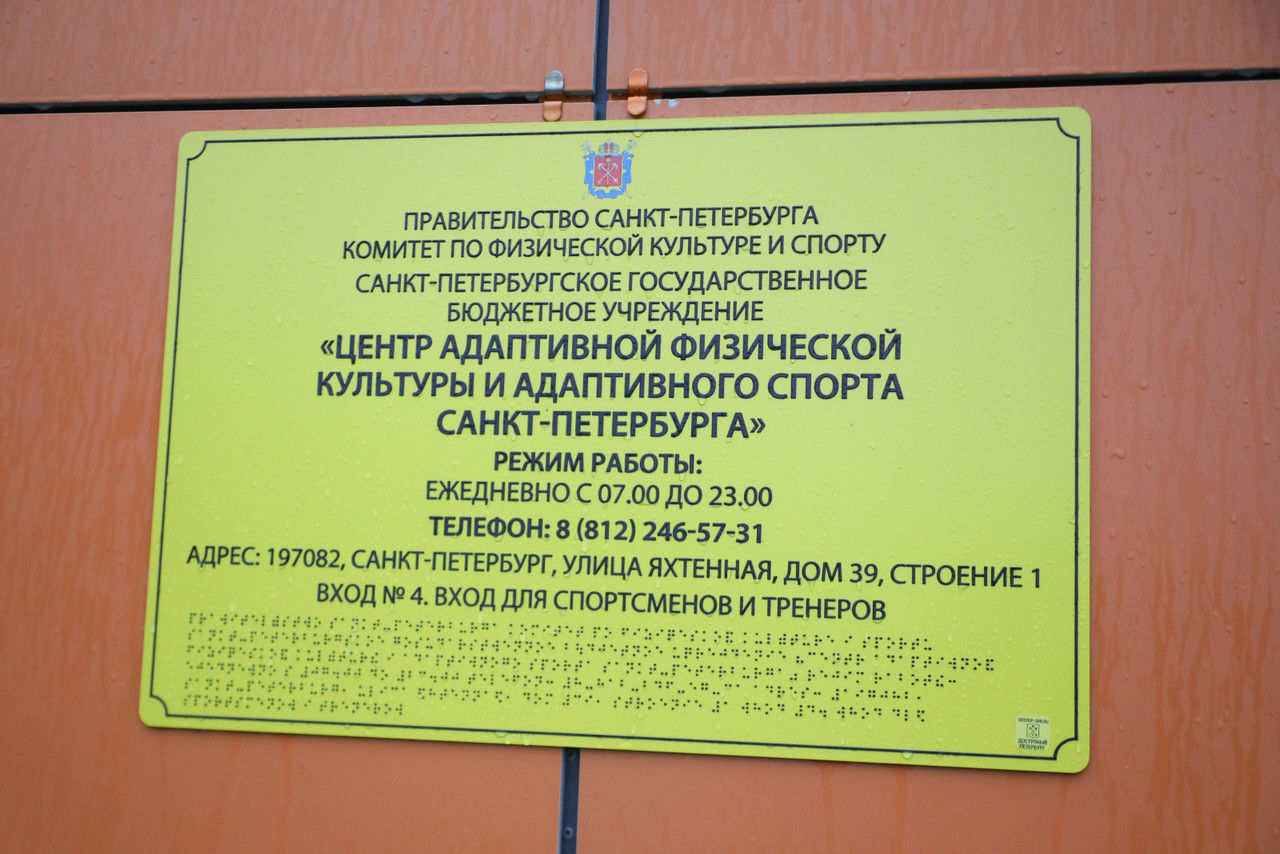 ПРАВИТЕЛЬСТВО САНКТ-ПЕТЕРБУРГА
КОМИТЕТ ПО ФИЗИЧЕСКОЙ КУЛЬТУРЕ И СПОРТУ
САНКТ-ПЕТЕРБУРГСКОЕ ГОСУДАРСТВЕННОЕ
БЮДЖЕТНОЕ УЧРЕЖДЕНИЕ
«ЦЕНТР АДАПТИВНОЙ ФИЗИЧЕСКОЙ
КУЛЬТУРЫ И АДАПТИВНОГО СПОРТА
САНКТ-ПЕТЕРБУРГА»
РЕЖИМ РАБОТЫ:
ЕЖЕДНЕВНО С 07.00 ДО 23.00
ТЕЛЕФОН: 8 (812) 246-57-31
АДРЕС: 197082, САНКТ-ПЕТЕРБУРГ, УЛИЦА ЯХТЕННАЯ, ДОМ 39, СТРОЕНИЕ 1
ВХОД № 4. ВХОД ДЛЯ СПОРТСМЕНОВ И ТРЕНЕРОВ
ДОСТУПНЫЙ
ПЕТЕРБУРГ